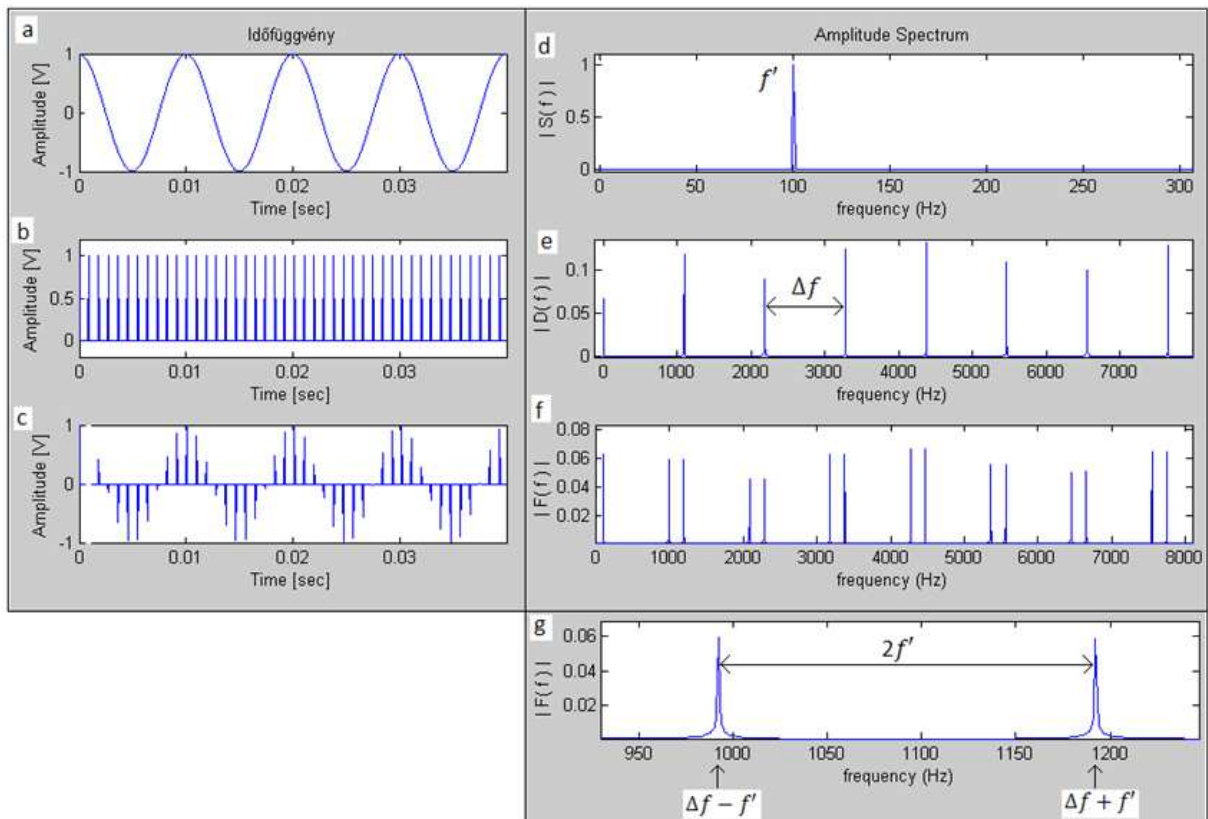 a
Időfüggvény
Amplitude [V]
1
0
-1
0 0.01 0.02 0.03
Time [sec]
b
Amplitude [V]
1
0.5
0
0 0.01 0.02 0.03
Time [sec]
c
Amplitude [V]
1
0
-1
0 0.01 0.02 0.03
Time [sec]
d
Amplitude Spectrum
| S( f ) |
1
0.5
0
f'
0 50 100 150 200 250 300
frequency (Hz)
e
| D( f ) |
0.1
0.05
0
Δf
0 1000 2000 3000 4000 5000 6000 7000
frequency (Hz)
f
| F( f ) |
0.08
0.06
0.04
0.02
0 1000 2000 3000 4000 5000 6000 7000 8000
frequency (Hz)
g
| F( f ) |
0.06
0.04
0.02
2f'
950 1000 1050 1100 1150 1200
frequency (Hz)
Δf − f' Δf + f'